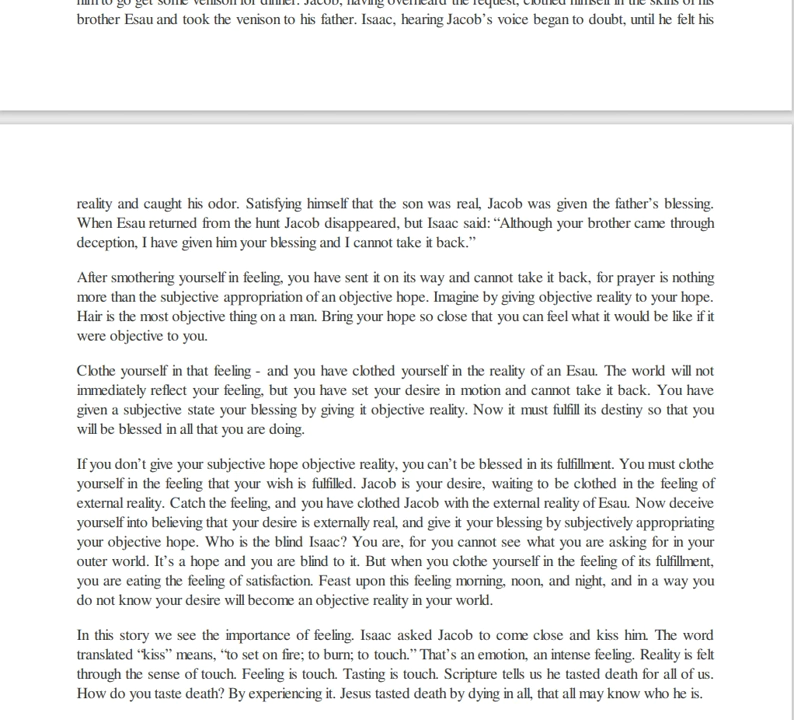 him to go get some venison for dinner. Jacob, having overheard the request, clothed himself in the skins of his
brother Esau and took the venison to his father. Isaac, hearing Jacob's voice began to doubt, until he felt his
reality and caught his odor. Satisfying himself that the son was real, Jacob was given the father's blessing.
When Esau returned from the hunt Jacob disappeared, but Isaac said: “Although your brother came through
deception, I have given him your blessing and I cannot take it back.”
After smothering yourself in feeling, you have sent it on its way and cannot take it back, for prayer is nothing
more than the subjective appropriation of an objective hope. Imagine by giving objective reality to your hope.
Hair is the most objective thing on a man. Bring your hope so close that you can feel what it would be like if it
were objective to you.
Clothe yourself in that feeling - and you have clothed yourself in the reality of an Esau. The world will not
immediately reflect your feeling, but you have set your desire in motion and cannot take it back. You have
given a subjective state your blessing by giving it objective reality. Now it must fulfill its destiny so that you
will be blessed in all that you are doing.
If you don't give your subjective hope objective reality, you can't be blessed in its fulfillment. You must clothe
yourself in the feeling that your wish is fulfilled. Jacob is your desire, waiting to be clothed in the feeling of
external reality. Catch the feeling, and you have clothed Jacob with the external reality of Esau. Now deceive
yourself into believing that your desire is externally real, and give it your blessing by subjectively appropriating
your objective hope. Who is the blind Isaac? You are, for you cannot see what you are asking for in your
outer world. It's a hope and you are blind to it. But when you clothe yourself in the feeling of its fulfillment,
you are eating the feeling of satisfaction. Feast upon this feeling morning, noon, and night, and in a way you
do not know your desire will become an objective reality in your world.
In this story we see the importance of feeling. Isaac asked Jacob to come close and kiss him. The word
translated “kiss” means, “to set on fire; to burn; to touch.” That's an emotion, an intense feeling. Reality is felt
through the sense of touch. Feeling is touch. Tasting is touch. Scripture tells us he tasted death for all of us.
How do you taste death? By experiencing it. Jesus tasted death by dying in all, that all may know who he is.